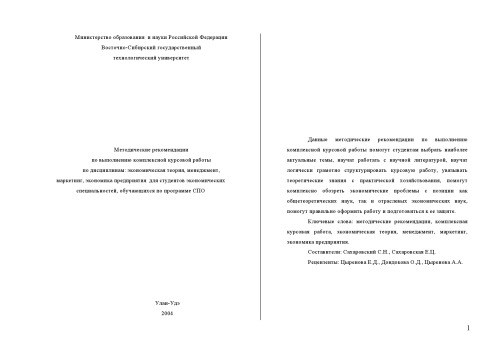 Министерство образования и науки Российской Федерации
Восточно-Сибирский государственный
технологический университет
Методические рекомендации
по выполнению комплексной курсовой работы
по дисциплинам: экономическая теория, менеджмент,
маркетинг, экономика предприятия для студентов экономических
специальностей, обучающихся по программе СПО
Улан-Удэ
2004
Данные методические рекомендации по выполнению
комплексной курсовой работы помогут студентам выбрать наиболее
актуальные темы, научат работать с научной литературой, научат
логически грамотно структурировать курсовую работу, увязывать
теоретические знания с практикой хозяйствования, помогут
комплексно обозреть экономические проблемы с позиции как
общетеоретических наук, так и отраслевых экономических наук,
помогут правильно оформить работу и подготовиться к ее защите.
Ключевые слова: методические рекомендации, комплексная
курсовая работа, экономическая теория, менеджмент, маркетинг,
экономика предприятия.
Составители: Сахаровский С.Н., Сахаровская Е.Ц.
Рецензенты: Цыренова Е.Д., Дондокова О.Д., Цыренова А.А.
1